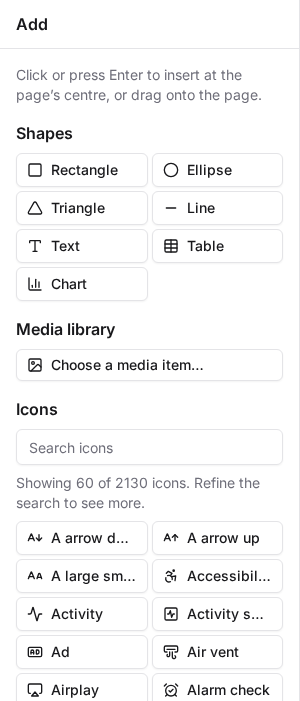 Add
Click or press Enter to insert at the
page's centre, or drag onto the page.
Shapes
Rectangle
Ellipse
Triangle
Line
Text
Table
Chart
Media library
Choose a media item...
Icons
Search icons
Showing 60 of 2130 icons. Refine the
search to see more.
A arrow d...
A arrow up
A large sm...
Accessibil...
Activity
Activity s...
Ad
Air vent
Airplay
Alarm check